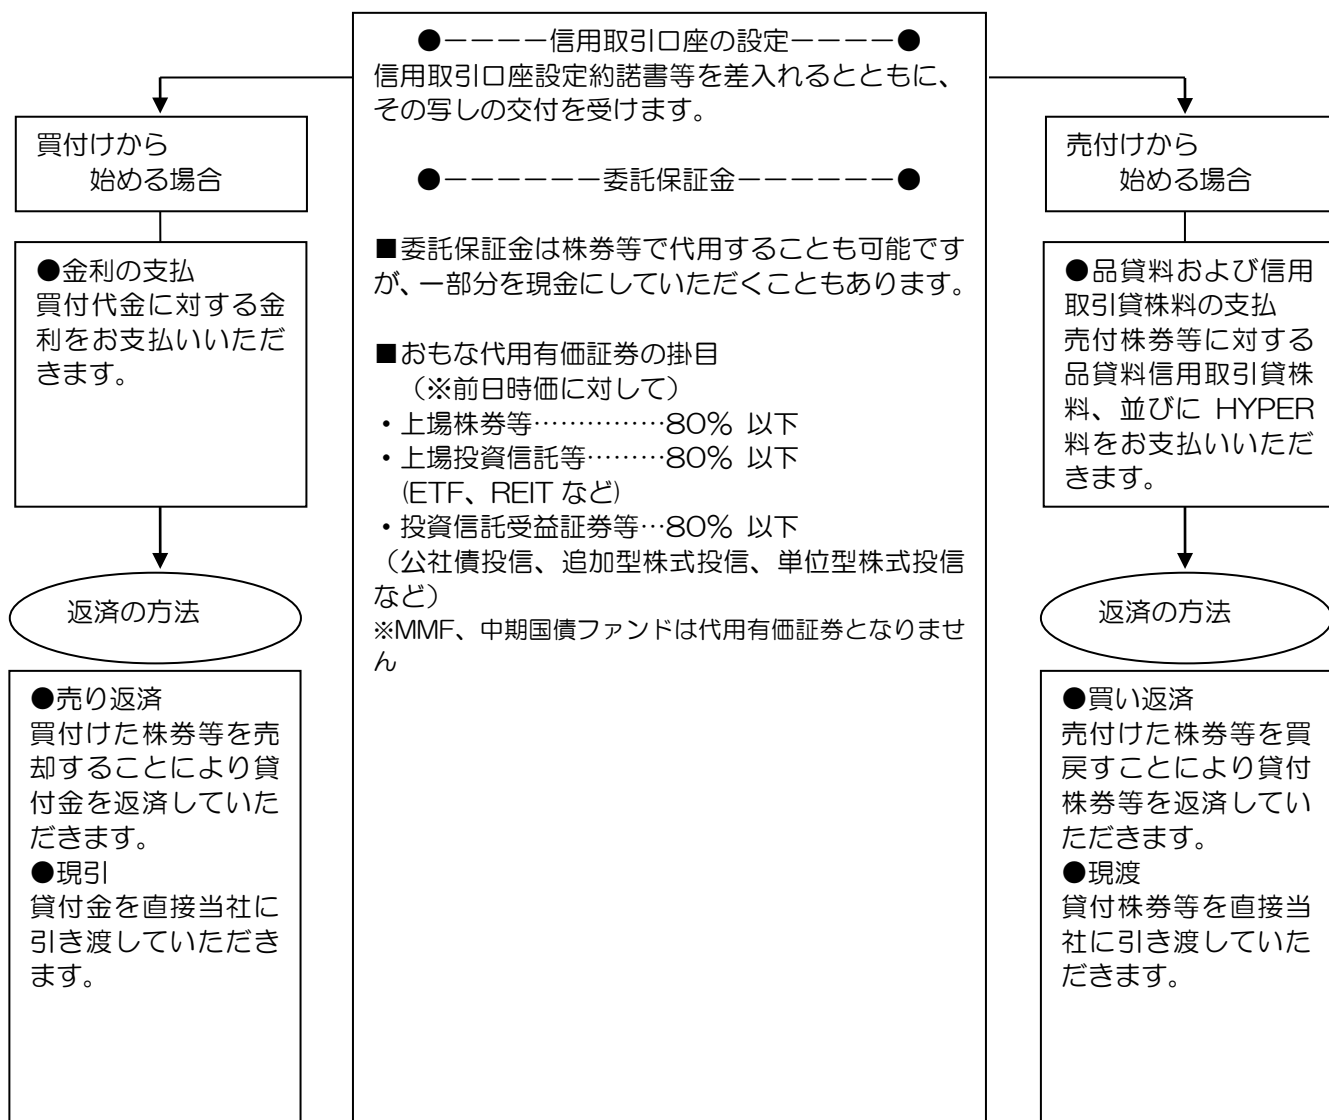 ●ーーーー信用取引口座の設定ーーーー●
信用取引口座設定約諾書等を差入れるとともに、
その写しの交付を受けます。
●ーーーーーー委託保証金ーーーーーー●
■委託保証金は株券等で代用することも可能です
が、一部分を現金にしていただくこともあります。
■おもな代用有価証券の掛目
（※前日時価に対して）
・上場株券等……………80% 以下
・上場投資信託等………80% 以下
(ETF、REIT など)
・投資信託受益証券等…80% 以下
（公社債投信、追加型株式投信、単位型株式投信
など）
※MMF、中期国債ファンドは代用有価証券となりませ
ん
買付けから
始める場合
●金利の支払
買付代金に対する金
利をお支払いいただ
きます。
返済の方法
●売り返済
買付けた株券等を売
却することにより貸
付金を返済していた
だきます。
●現引
貸付金を直接当社に
引き渡していただき
ます。
売付けから
始める場合
●品貸料および信用
取引貸株料の支払
売付株券等に対する
品貸料信用取引貸株
料、並びに HYPER
料をお支払いいただ
きます。
返済の方法
●買い返済
売付けた株券等を買
戻すことにより貸付
株券等を返済してい
ただきます。
●現渡
貸付株券等を直接当
社に引き渡していた
だきます。